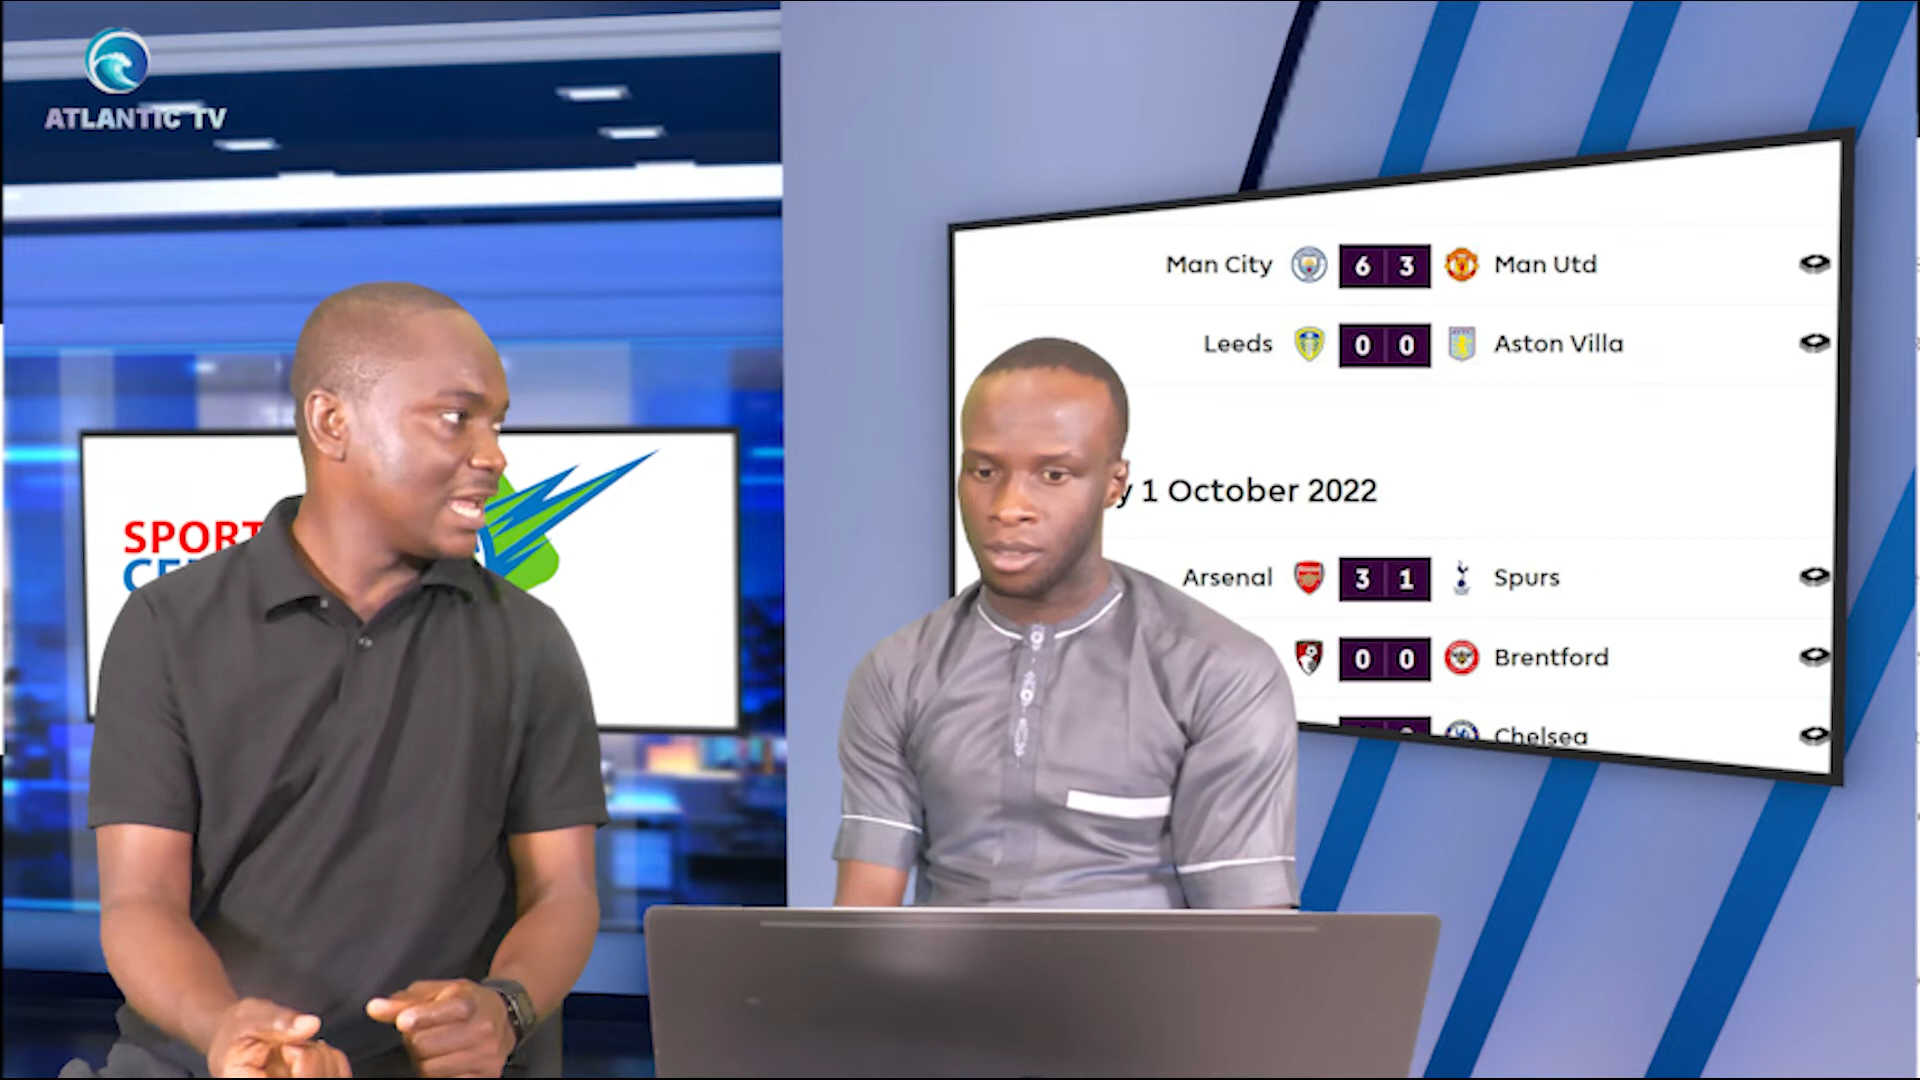 ATLANTIC TV
SPORT
Man City 6 3 Man Utd
Leeds 0 0 Aston Villa
y 1 October 2022
Arsenal 3 1 Spurs
0 0 Brentford
Chelsea